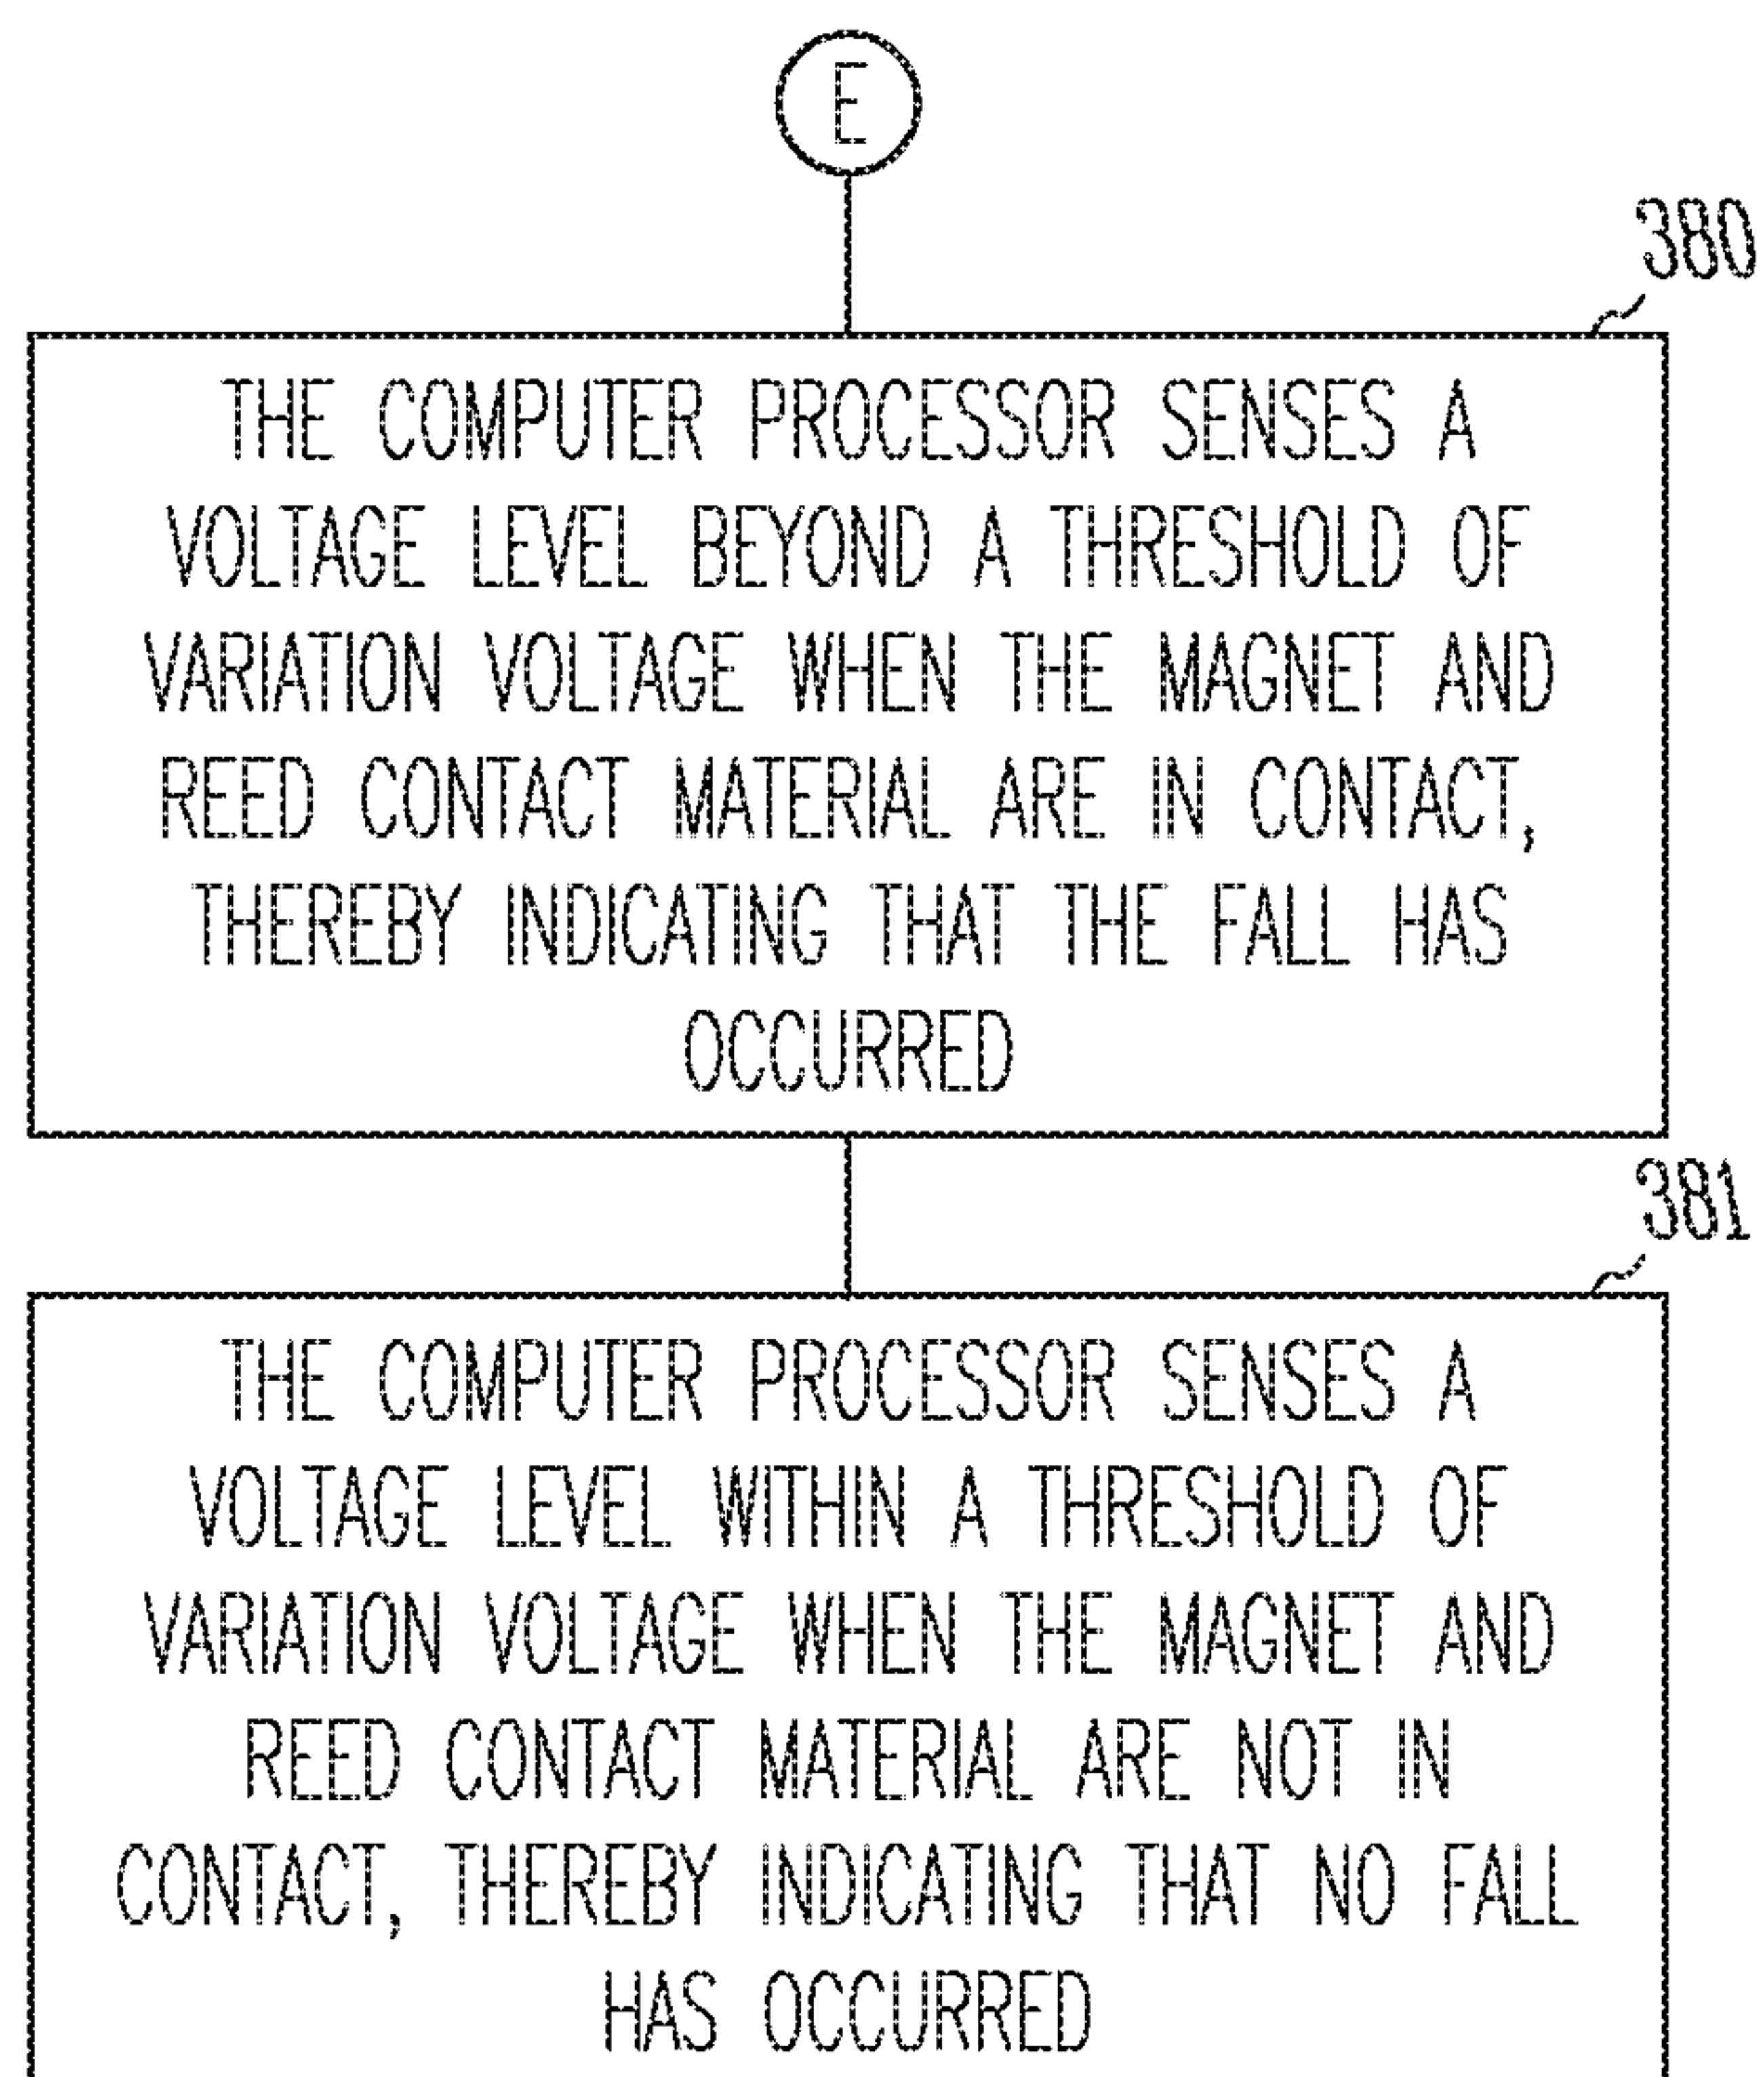 E
380
THE COMPUTER PROCESSOR SENSES A
VOLTAGE LEVEL BEYOND A THRESHOLD OF
VARIATION VOLTAGE WHEN THE MAGNET AND
REED CONTACT MATERIAL ARE IN CONTACT,
THEREBY INDICATING THAT THE FALL HAS
OCCURRED
381
THE COMPUTER PROCESSOR SENSES A
VOLTAGE LEVEL WITHIN A THRESHOLD OF
VARIATION VOLTAGE WHEN THE MAGNET AND
REED CONTACT MATERIAL ARE NOT IN
CONTACT, THEREBY INDICATING THAT NO FALL
HAS OCCURRED